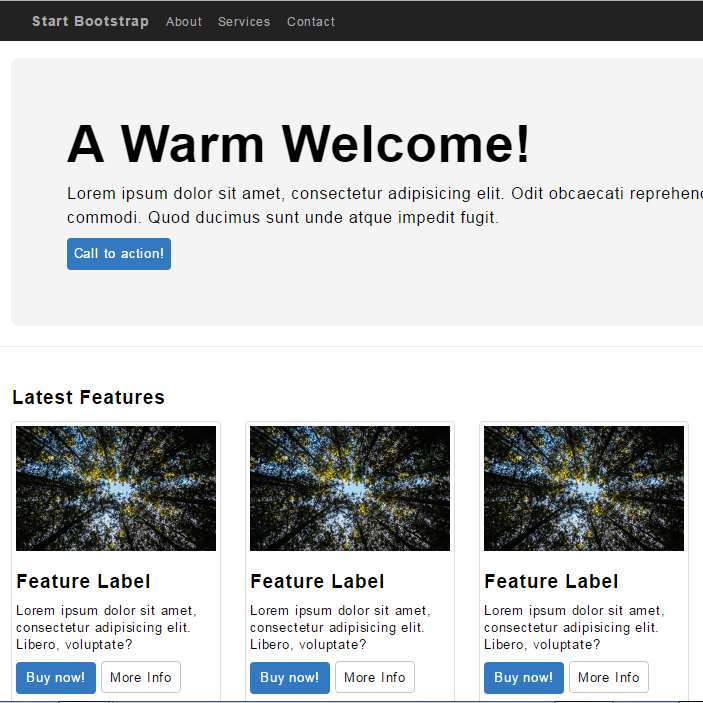 Start Bootstrap About Services Contact
A Warm Welcome!
Lorem ipsum dolor sit amet, consectetur adipisicing elit. Odit obcaecati
commodi. Quod ducimus sunt unde atque impedit fugit.
Call to action!
Latest Features
Feature Label
Lorem ipsum dolor sit amet,
consectetur adipisicing elit.
Libero, voluptate?
Buy now! More Info
Feature Label
Lorem ipsum dolor sit amet,
consectetur adipisicing elit.
Libero, voluptate?
Buy now! More Info
Feature Label
Lorem ipsum dolor sit amet,
consectetur adipisicing elit.
Libero, voluptate?
Buy now! More Info